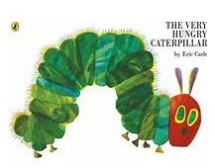 THE VERY
HUNGRY
CATERPILLAR
by Eric Carle